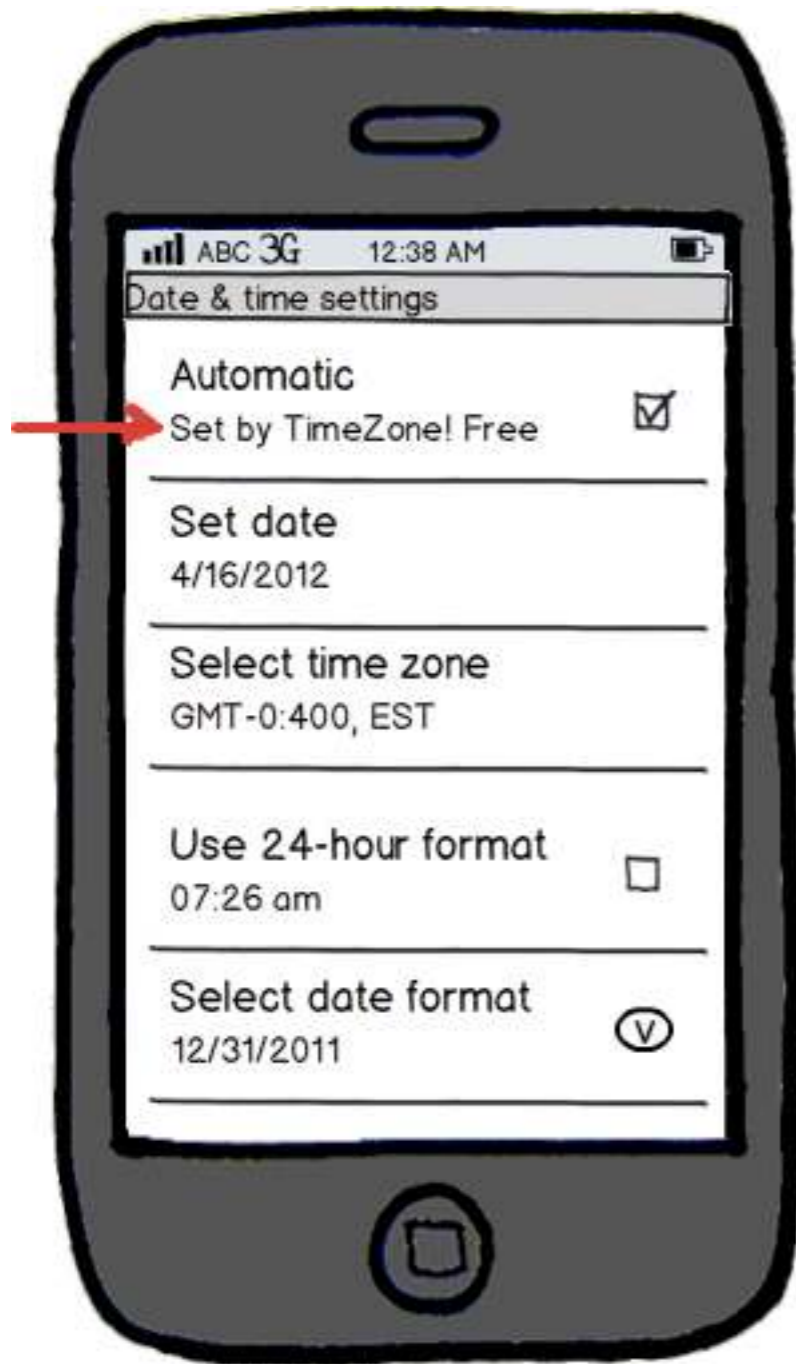 ABC 3G 12:38 AM
Date & time settings
Automatic
Set by TimeZone! Free
Set date
4/16/2012
Select time zone
GMT-0:400, EST
Use 24-hour format
07:26 am
Select date format
12/31/2011
V